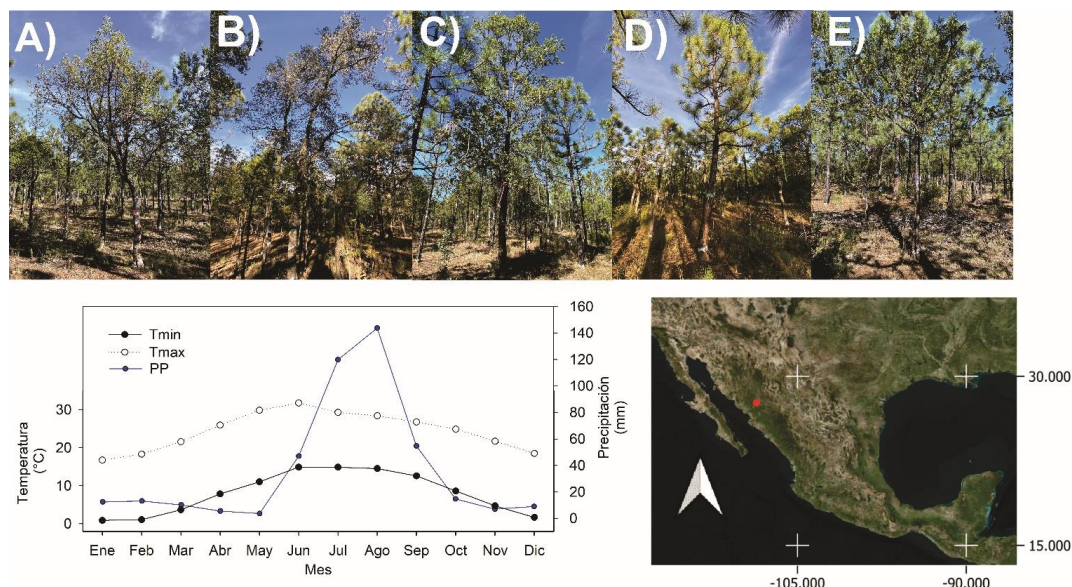 A) B) C) D) E)
Tmin
Tmax
PP
Temperatura
(°C)
30
20
10
0
160
140
120
100
80
60
40
20
0
Precipitación
(mm)
Ene Feb Mar Abr May Jun Jul Ago Sep Oct Nov Dic
Mes
30.000
15.000
-105.000 -90.000